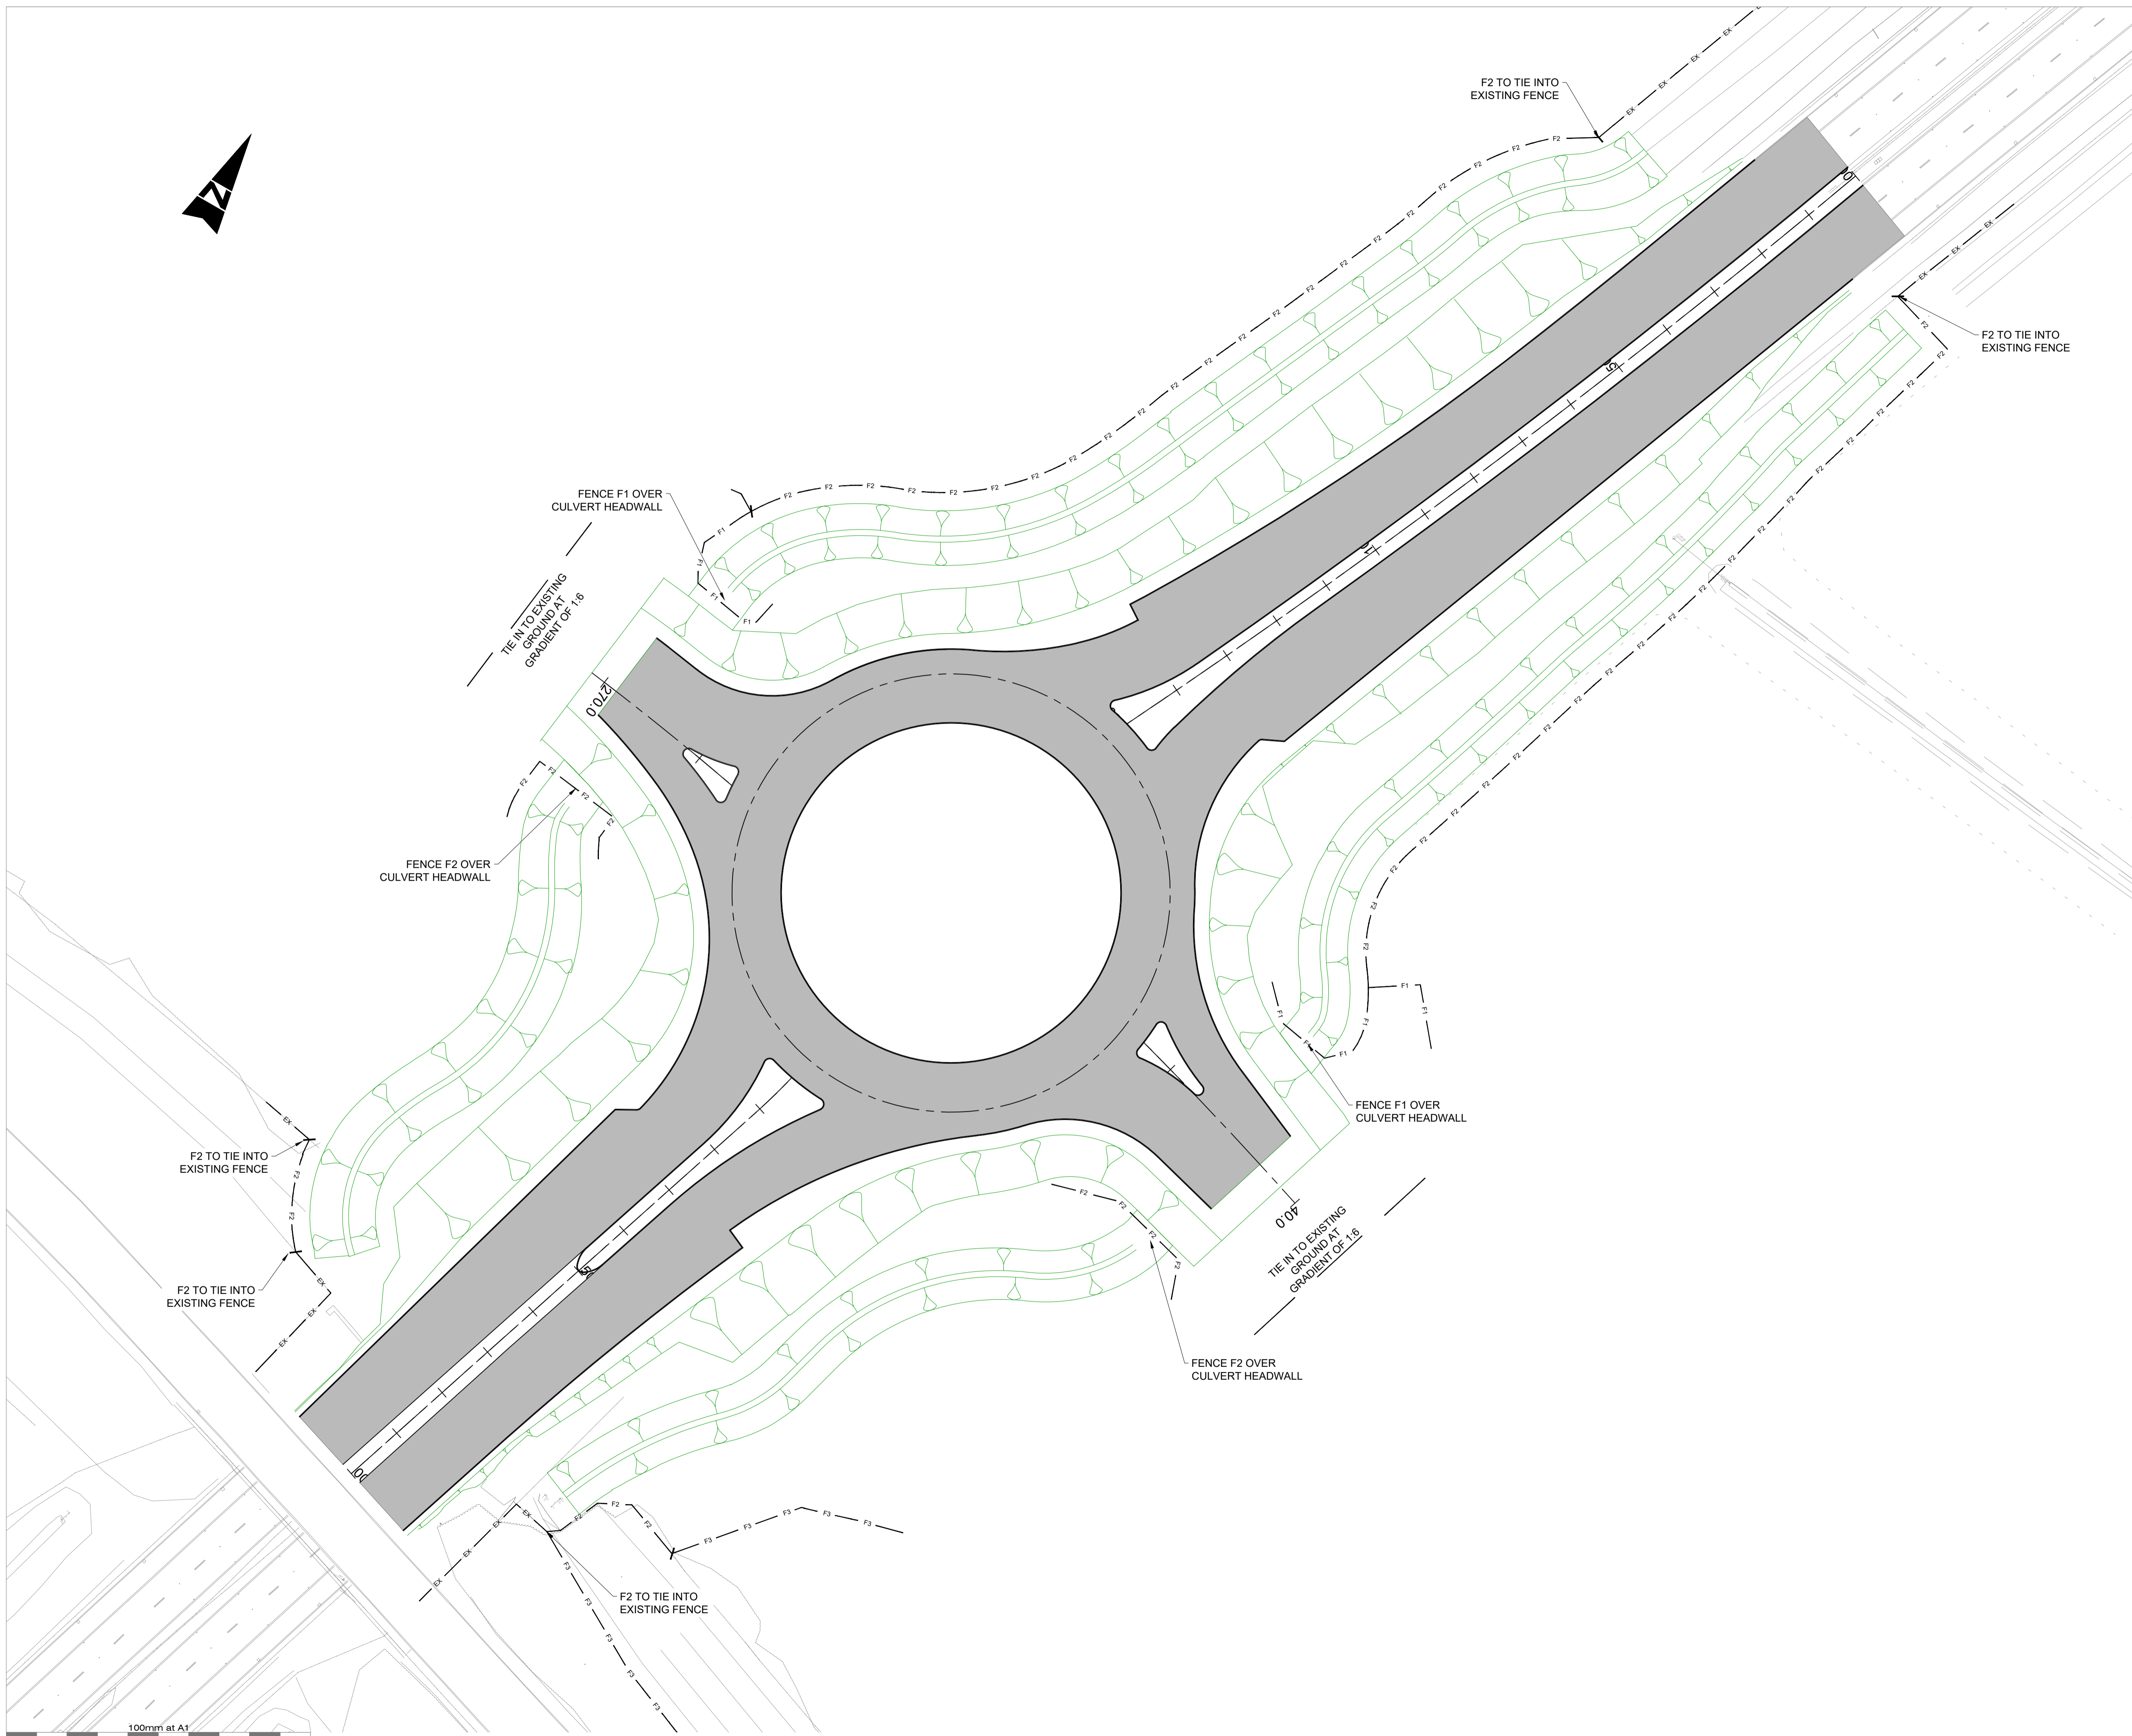 F2 TO TIE INTO
EXISTING FENCE
F2 TO TIE INTO
EXISTING FENCE
FENCE F1 OVER
CULVERT HEADWALL
TIE IN TO EXISTING
GROUND AT
GRADIENT OF 1:6
270.0
FENCE F2 OVER
CULVERT HEADWALL
FENCE F1 OVER
CULVERT HEADWALL
F2 TO TIE INTO
EXISTING FENCE
40.0
TIE IN TO EXISTING
GROUND AT
GRADIENT OF 1:6
F2 TO TIE INTO
EXISTING FENCE
FENCE F2 OVER
CULVERT HEADWALL
F2 TO TIE INTO
EXISTING FENCE
N
EX
F1
F2
F3
100mm at A1